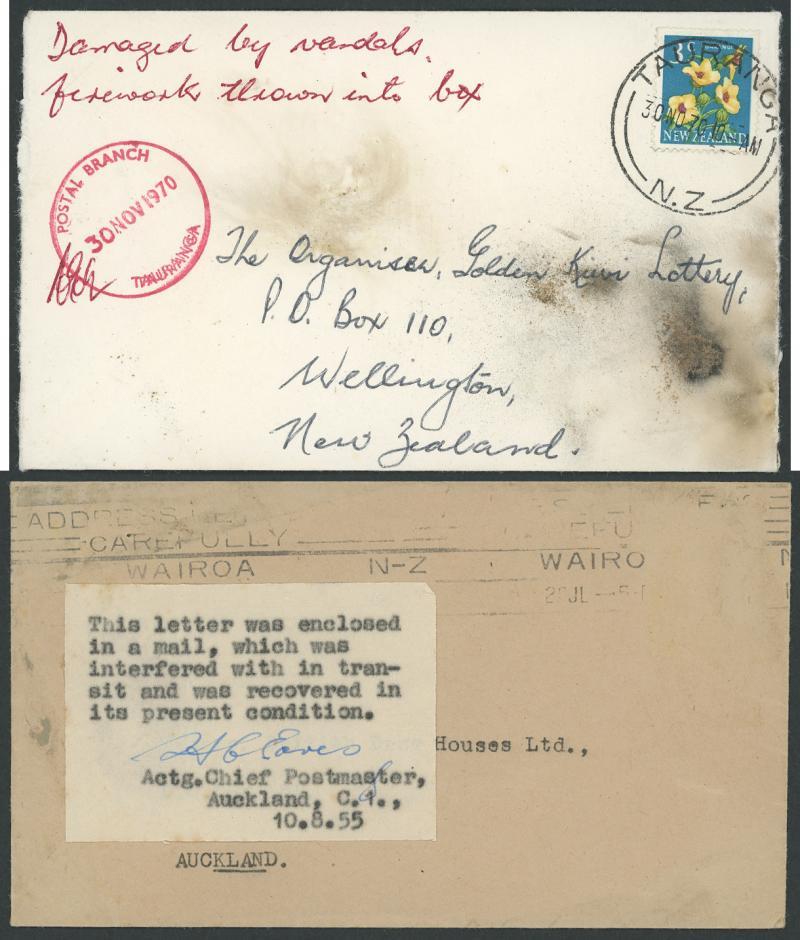 Damaged by vandals.
firework thrown into box
3c
NEW ZEALAND
TAURANGA
30 NO 70
AM
N.Z
POSTAL BRANCH
30 NOV 1970
TAURANGA
The Organiser, Golden Kiwi Lottery,
P.O. Box 110,
Wellington,
New Zealand.
ADDRESS
CAREFULLY
WAIROA N-Z WAIRO
This letter was enclosed
in a mail, which was
interfered with in tran-
sit and was recovered in
its present condition.
Houses Ltd.,
Actg.Chief Postmaster,
Auckland, C.1.,
10.8.55
AUCKLAND.